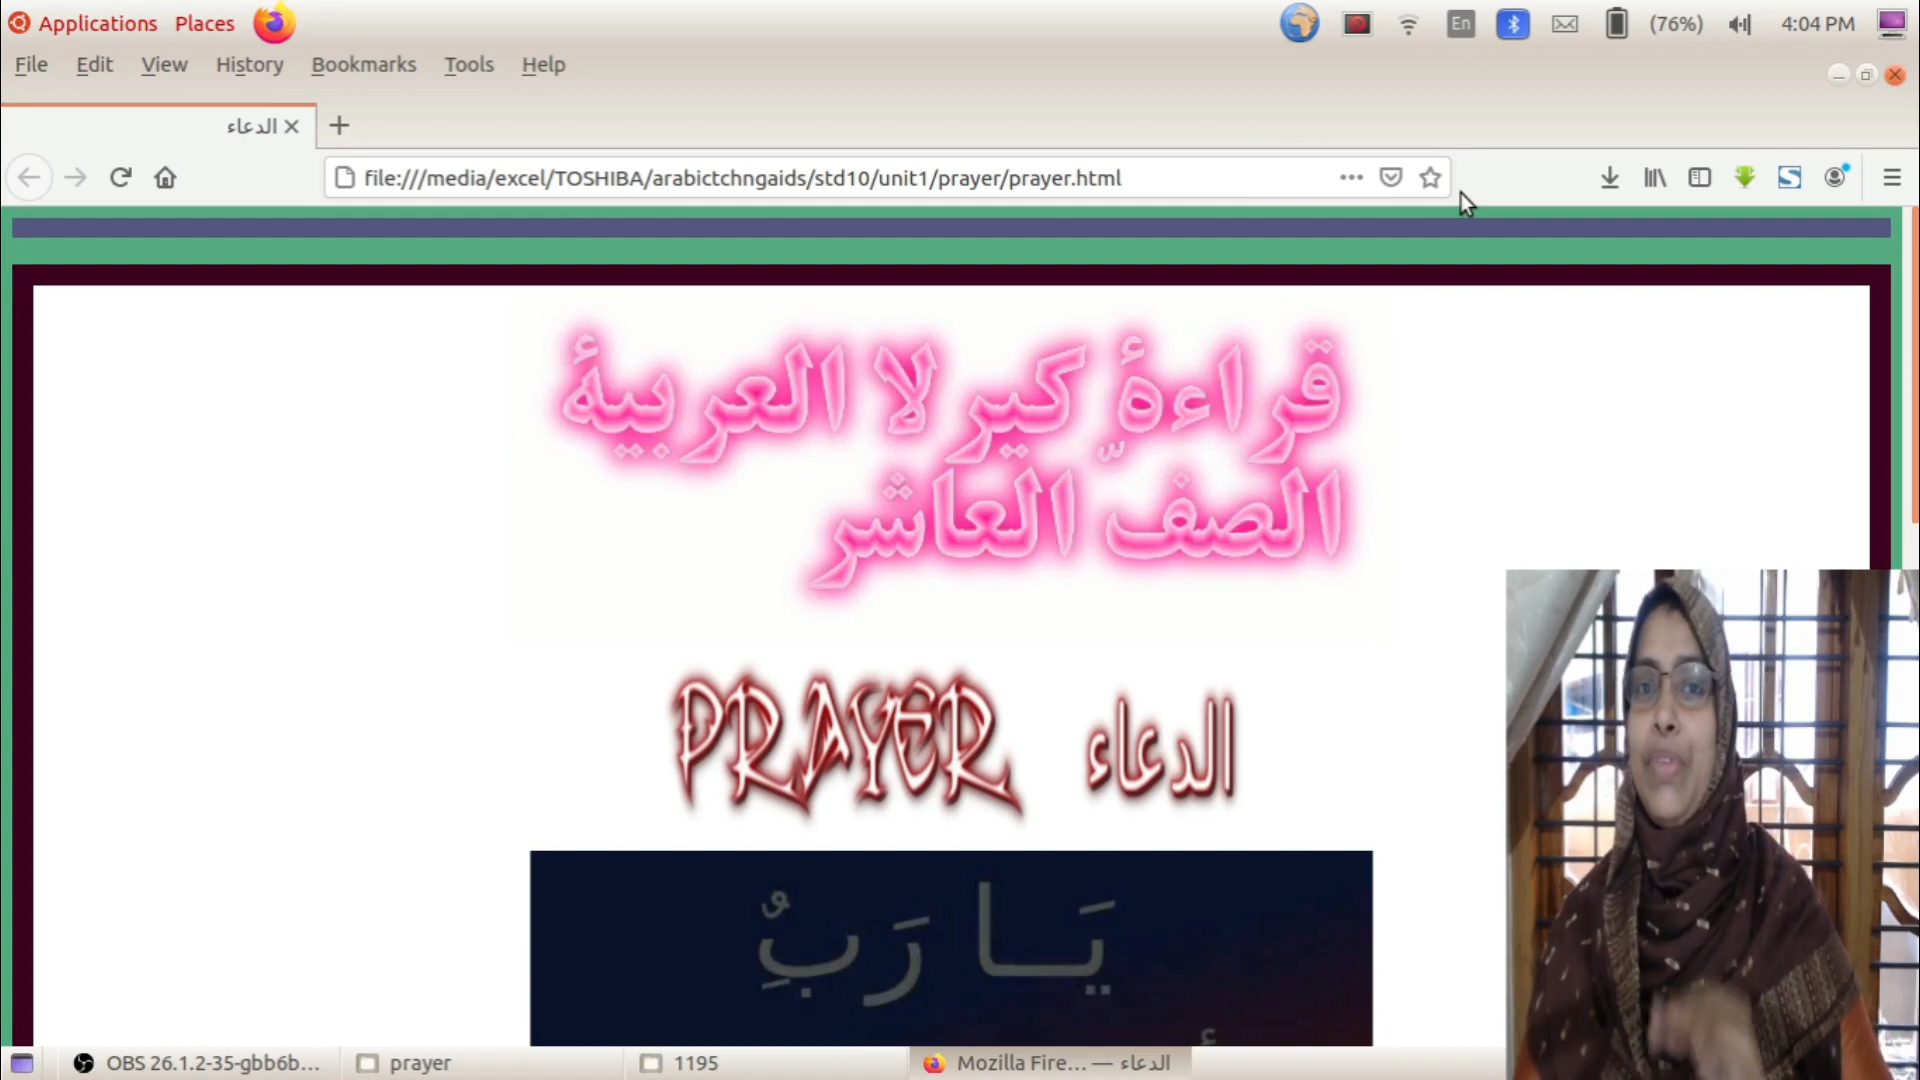 Applications Places En (76%) 4:04 PM
File Edit View History Bookmarks Tools Help
الدعاء
file:///media/excel/TOSHIBA/arabictchngaids/std10/unit1/prayer/prayer.html
قراءةُ كيرلا العربيةُ
الصفّ العاشر
PRAYER الدعاء
يَـا رَبِّ
OBS 26.1.2-35-gbb6b... prayer 1195 Mozilla Fire... — الدعاء